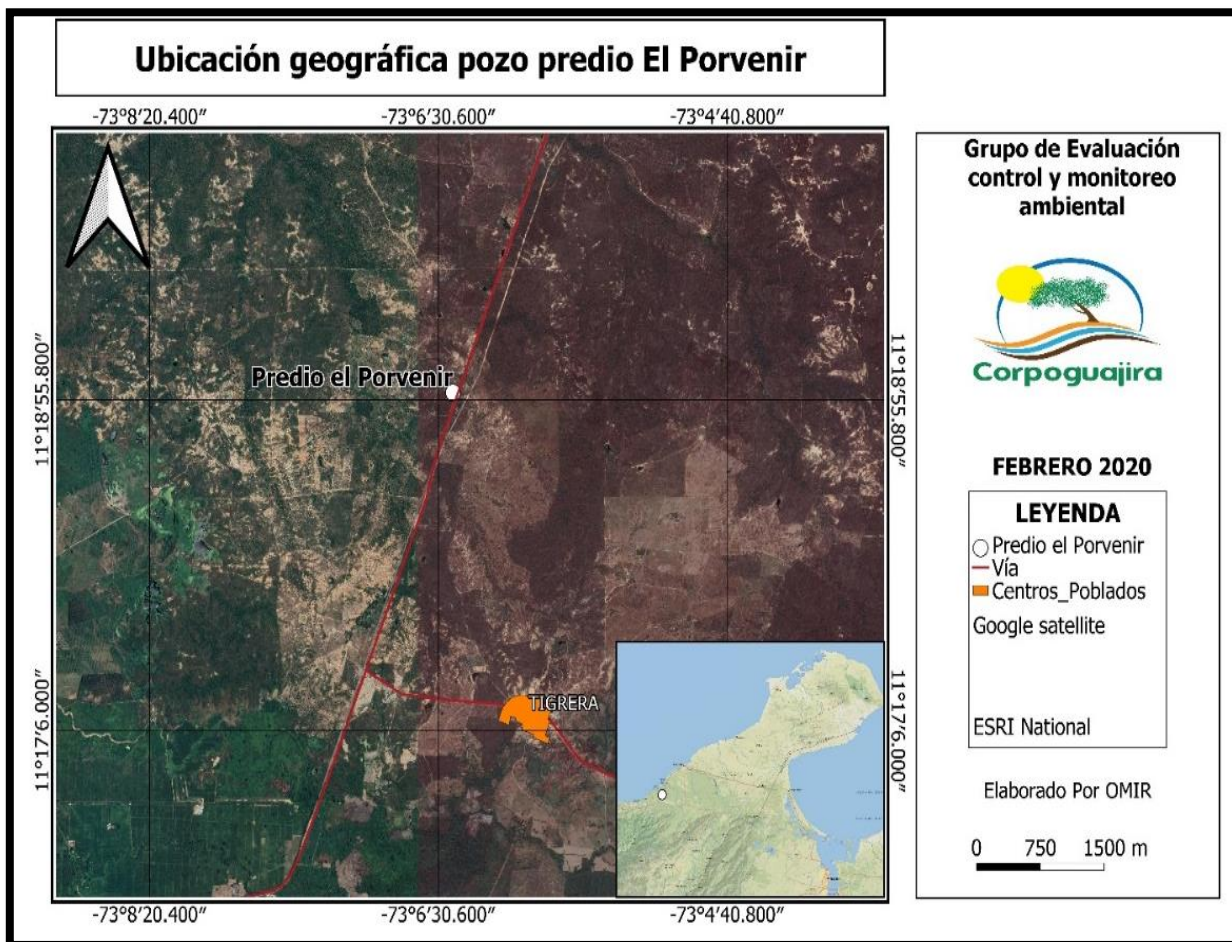 Ubicación geográfica pozo predio El Porvenir
-73°8'20.400"
-73°6'30.600"
-73°4'40.800"
11°18'55.800"
11°17'6.000"
Predio el Porvenir
TIGRERA
11°18'55.800"
11°17'6.000"
-73°8'20.400"
-73°6'30.600"
-73°4'40.800"
Grupo de Evaluación
control y monitoreo
ambiental
Corpoguajira
FEBRERO 2020
LEYENDA
Predio el Porvenir
Vía
Centros_Poblados
Google satellite
ESRI National
Elaborado Por OMIR
0 750 1500 m